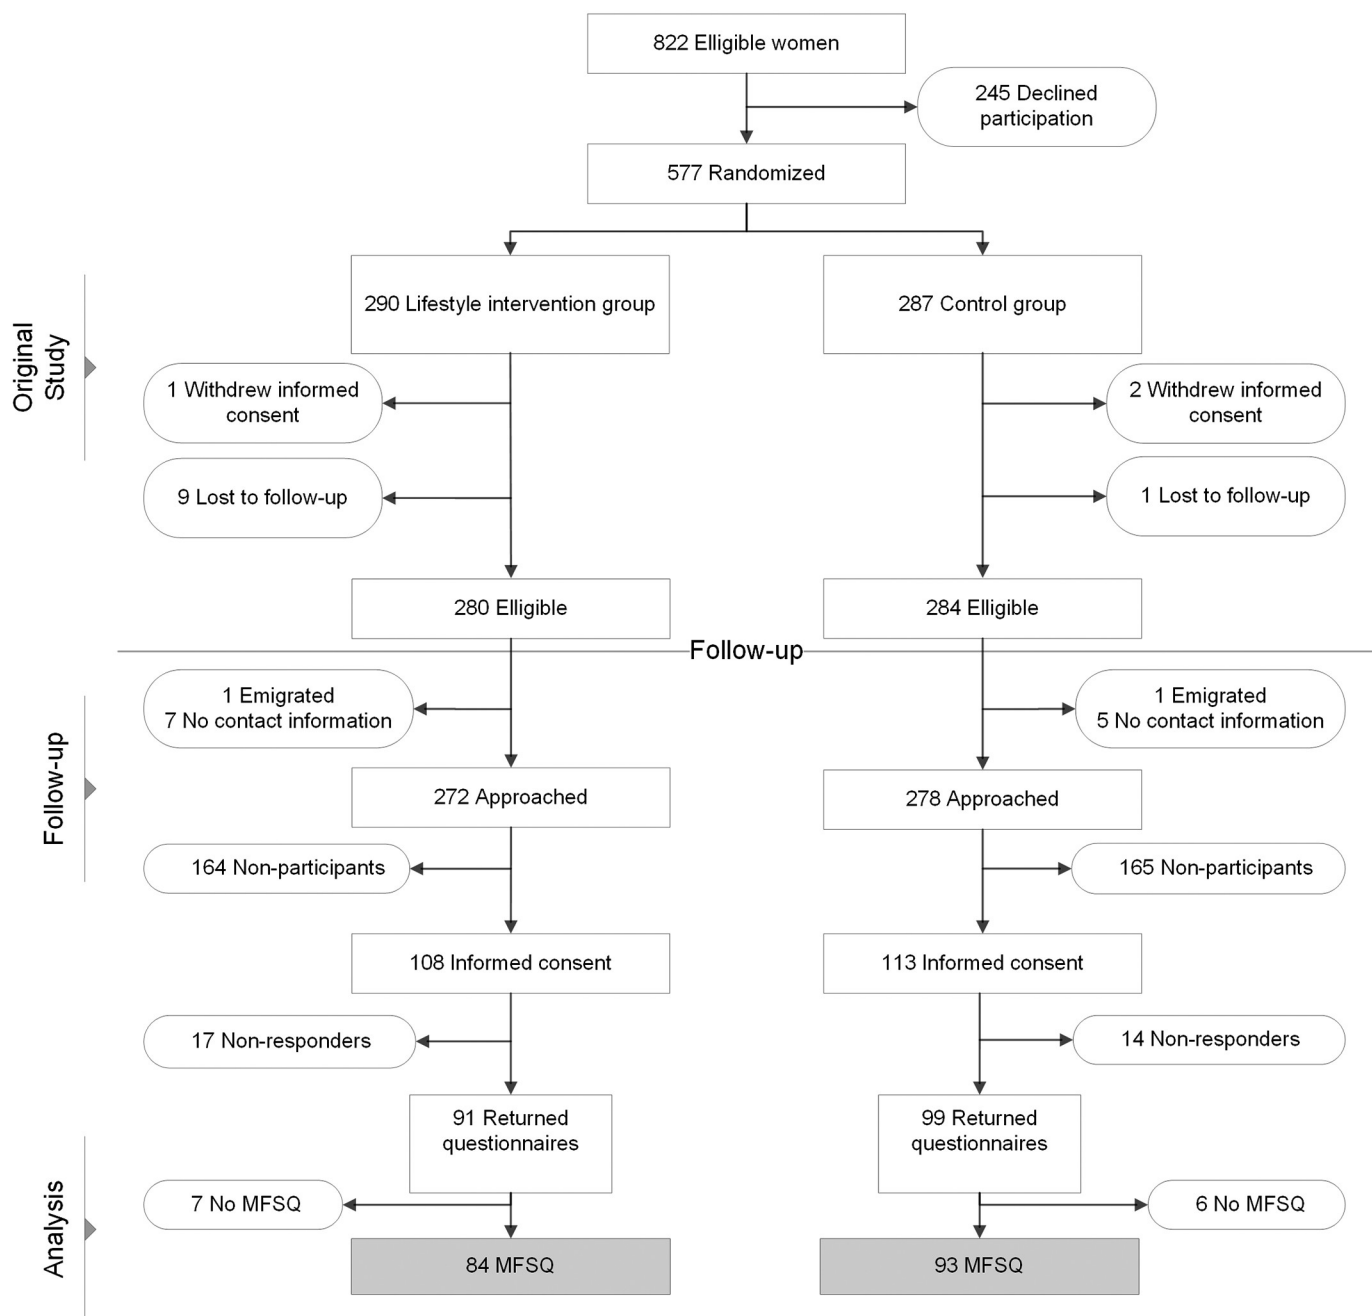 822 Elligible women
245 Declined
participation
577 Randomized
Original
Study
290 Lifestyle intervention group
287 Control group
1 Withdrew informed
consent
2 Withdrew informed
consent
9 Lost to follow-up
1 Lost to follow-up
280 Elligible
284 Elligible
Follow-up
Follow-up
1 Emigrated
7 No contact information
1 Emigrated
5 No contact information
272 Approached
278 Approached
164 Non-participants
165 Non-participants
108 Informed consent
113 Informed consent
17 Non-responders
14 Non-responders
91 Returned
questionnaires
99 Returned
questionnaires
Analysis
7 No MFSQ
6 No MFSQ
84 MFSQ
93 MFSQ